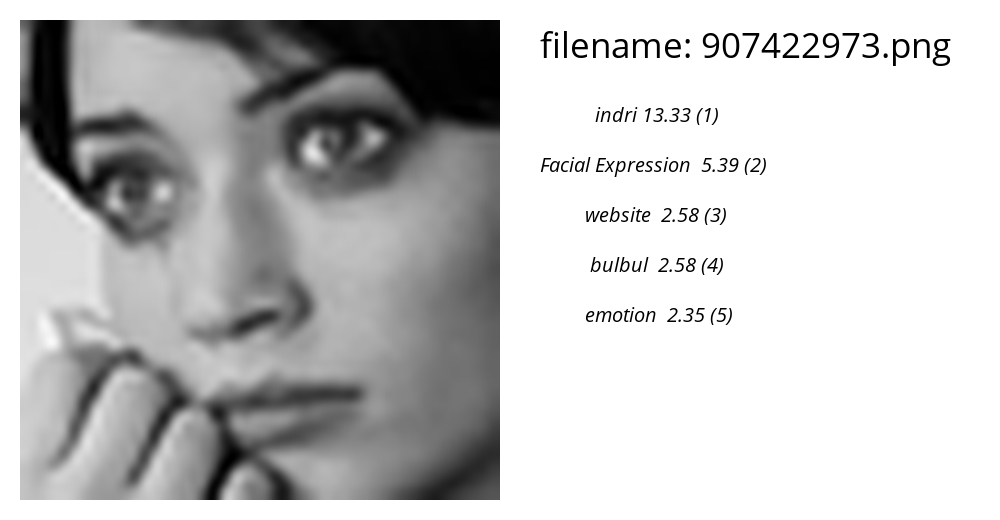 filename: 907422973.png
indri 13.33 (1)
Facial Expression 5.39 (2)
website 2.58 (3)
bulbul 2.58 (4)
emotion 2.35 (5)